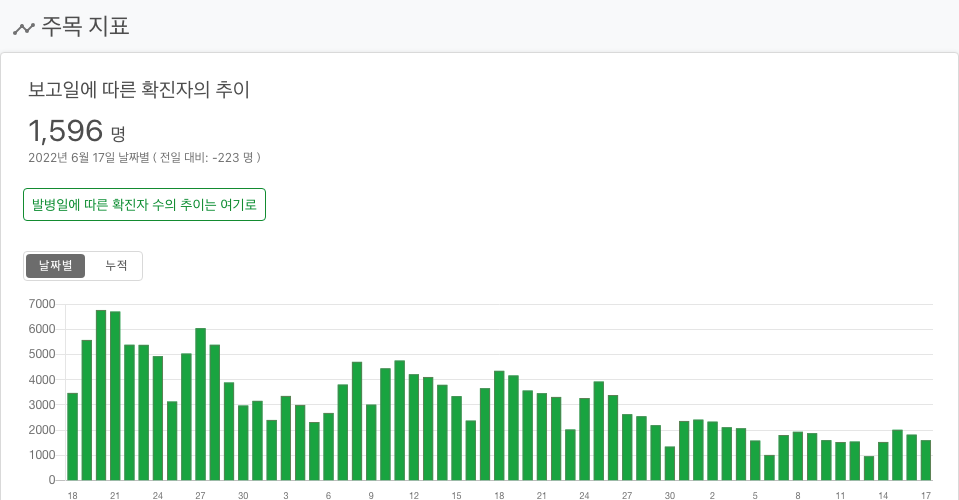 주목 지표
보고일에 따른 확진자의 추이
1,596 명
2022년 6월 17일 날짜별 ( 전일 대비: -223 명 )
발병일에 따른 확진자 수의 추이는 여기로
날짜별 누적
7000
6000
5000
4000
3000
2000
1000
0
18 21 24 27 30 3 6 9 12 15 18 21 24 27 30 2 5 8 11 14 17